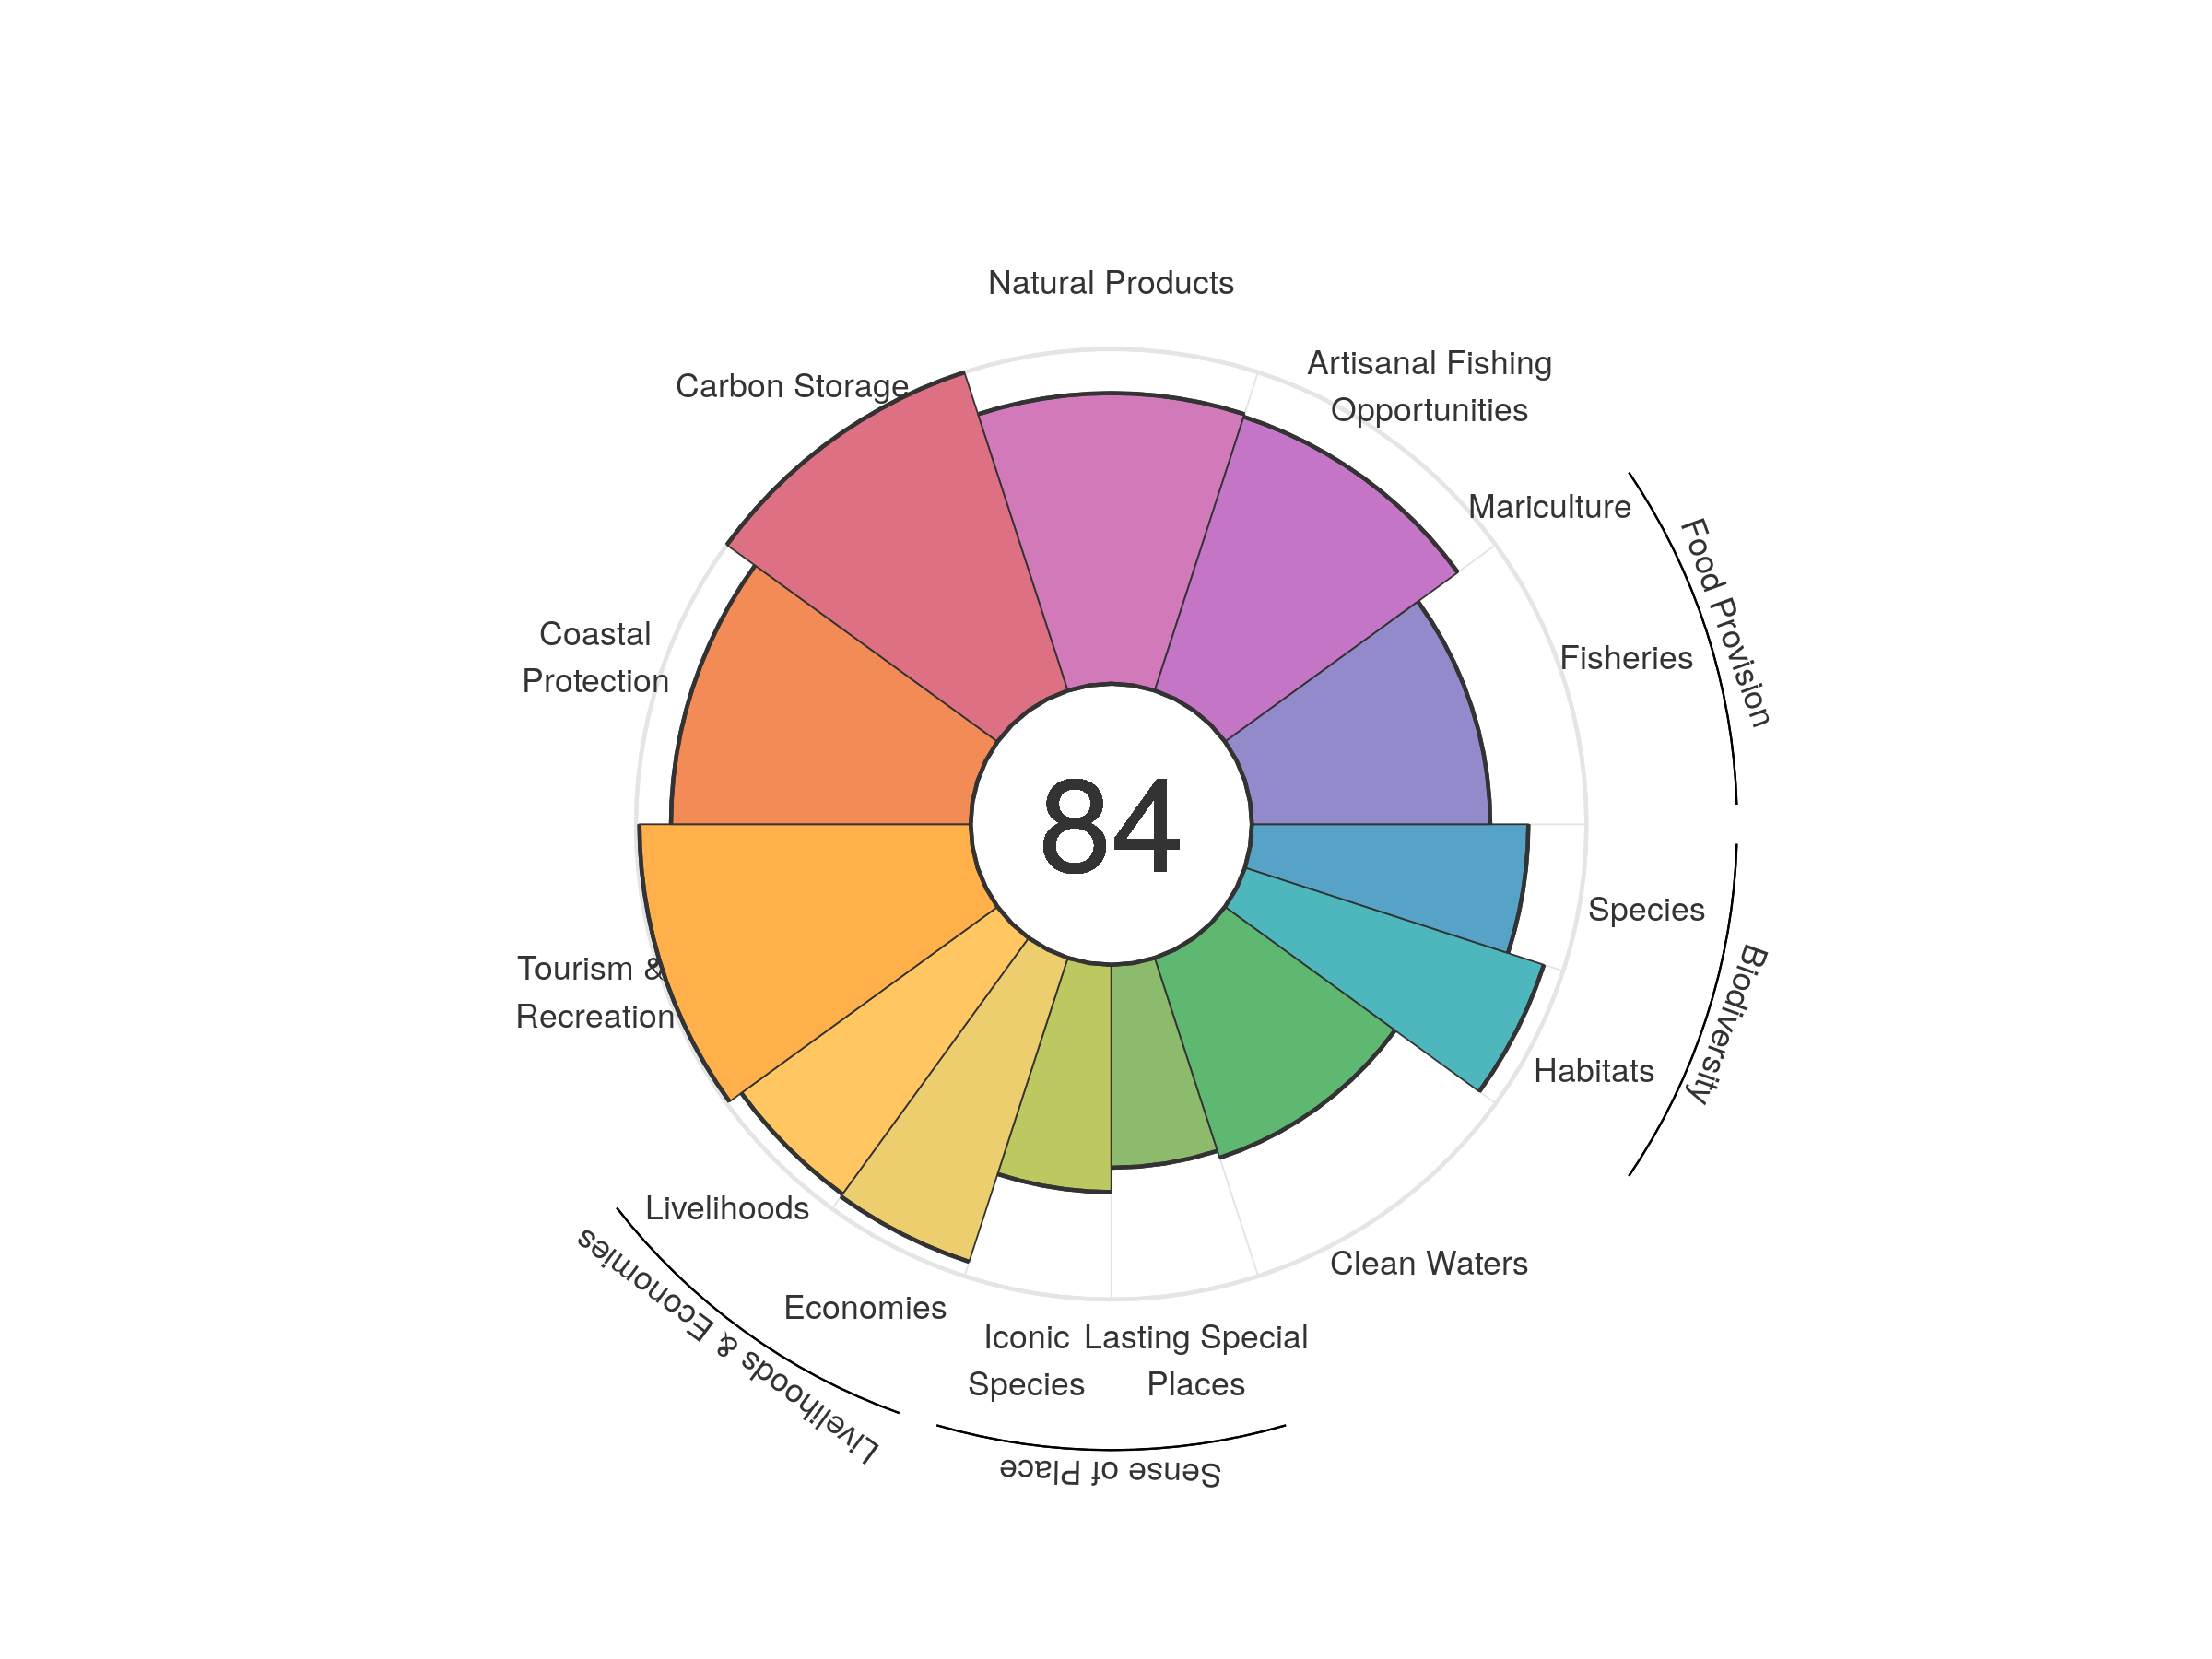 Natural Products
Artisanal Fishing
Opportunities
Carbon Storage
Mariculture
Food Provision
Coastal
Protection
Fisheries
84
Species
Tourism &
Recreation
Biodiversity
Habitats
Livelihoods
Clean Waters
Economies
Livelihoods & Economies
Iconic
Species
Lasting Special
Places
Sense of Place